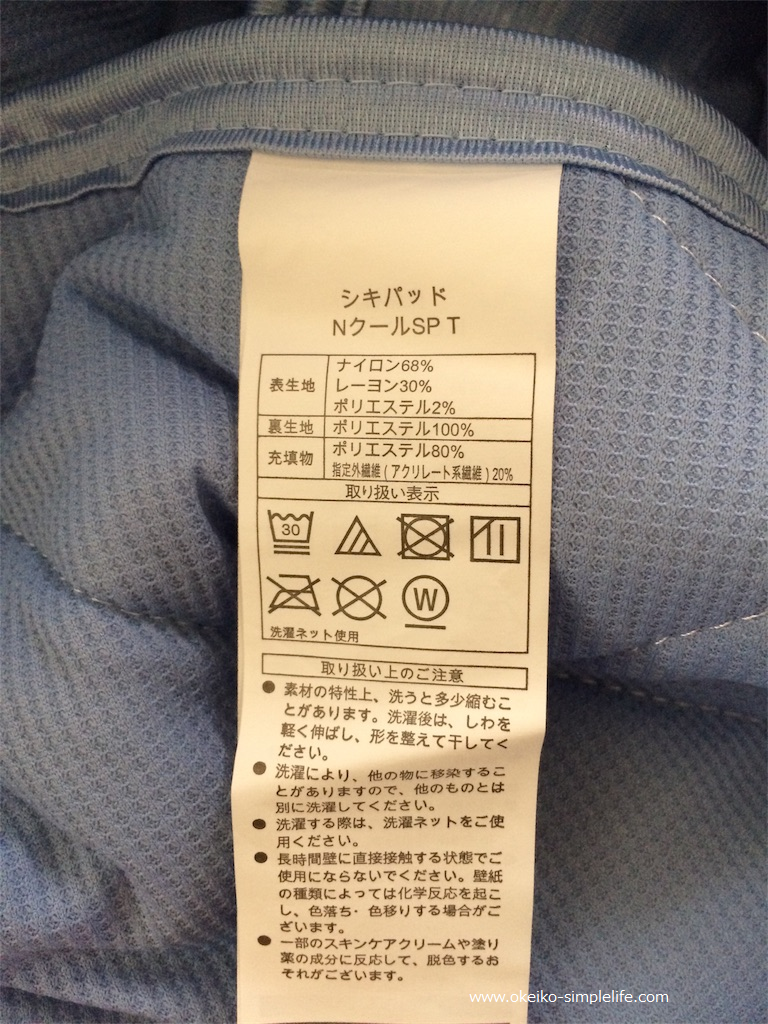 シキパッド
NクールSP T
表生地
ナイロン68%
レーヨン30%
ポリエステル2%
裏生地
ポリエステル100%
充填物
ポリエステル80%
指定外繊維(アクリレート系繊維)20%
取り扱い表示
30
W
洗濯ネット使用
取り扱い上のご注意
● 素材の特性上、洗うと多少縮むこ
とがあります。洗濯後は、しわを
軽く伸ばし、形を整えて干してく
ださい。
● 洗濯により、他の物に移染するこ
とがありますので、他のものとは
別に洗濯してください。
● 洗濯する際は、洗濯ネットをご使
用ください。
● 長時間壁に直接接触する状態でご
使用にならないでください。壁紙
の種類によっては化学反応を起こ
し、色落ち・色移りする場合がご
ざいます。
● 一部のスキンケアクリームや塗り
薬の成分に反応して、脱色するお
それがございます。
www.okeiko-simplelife.com